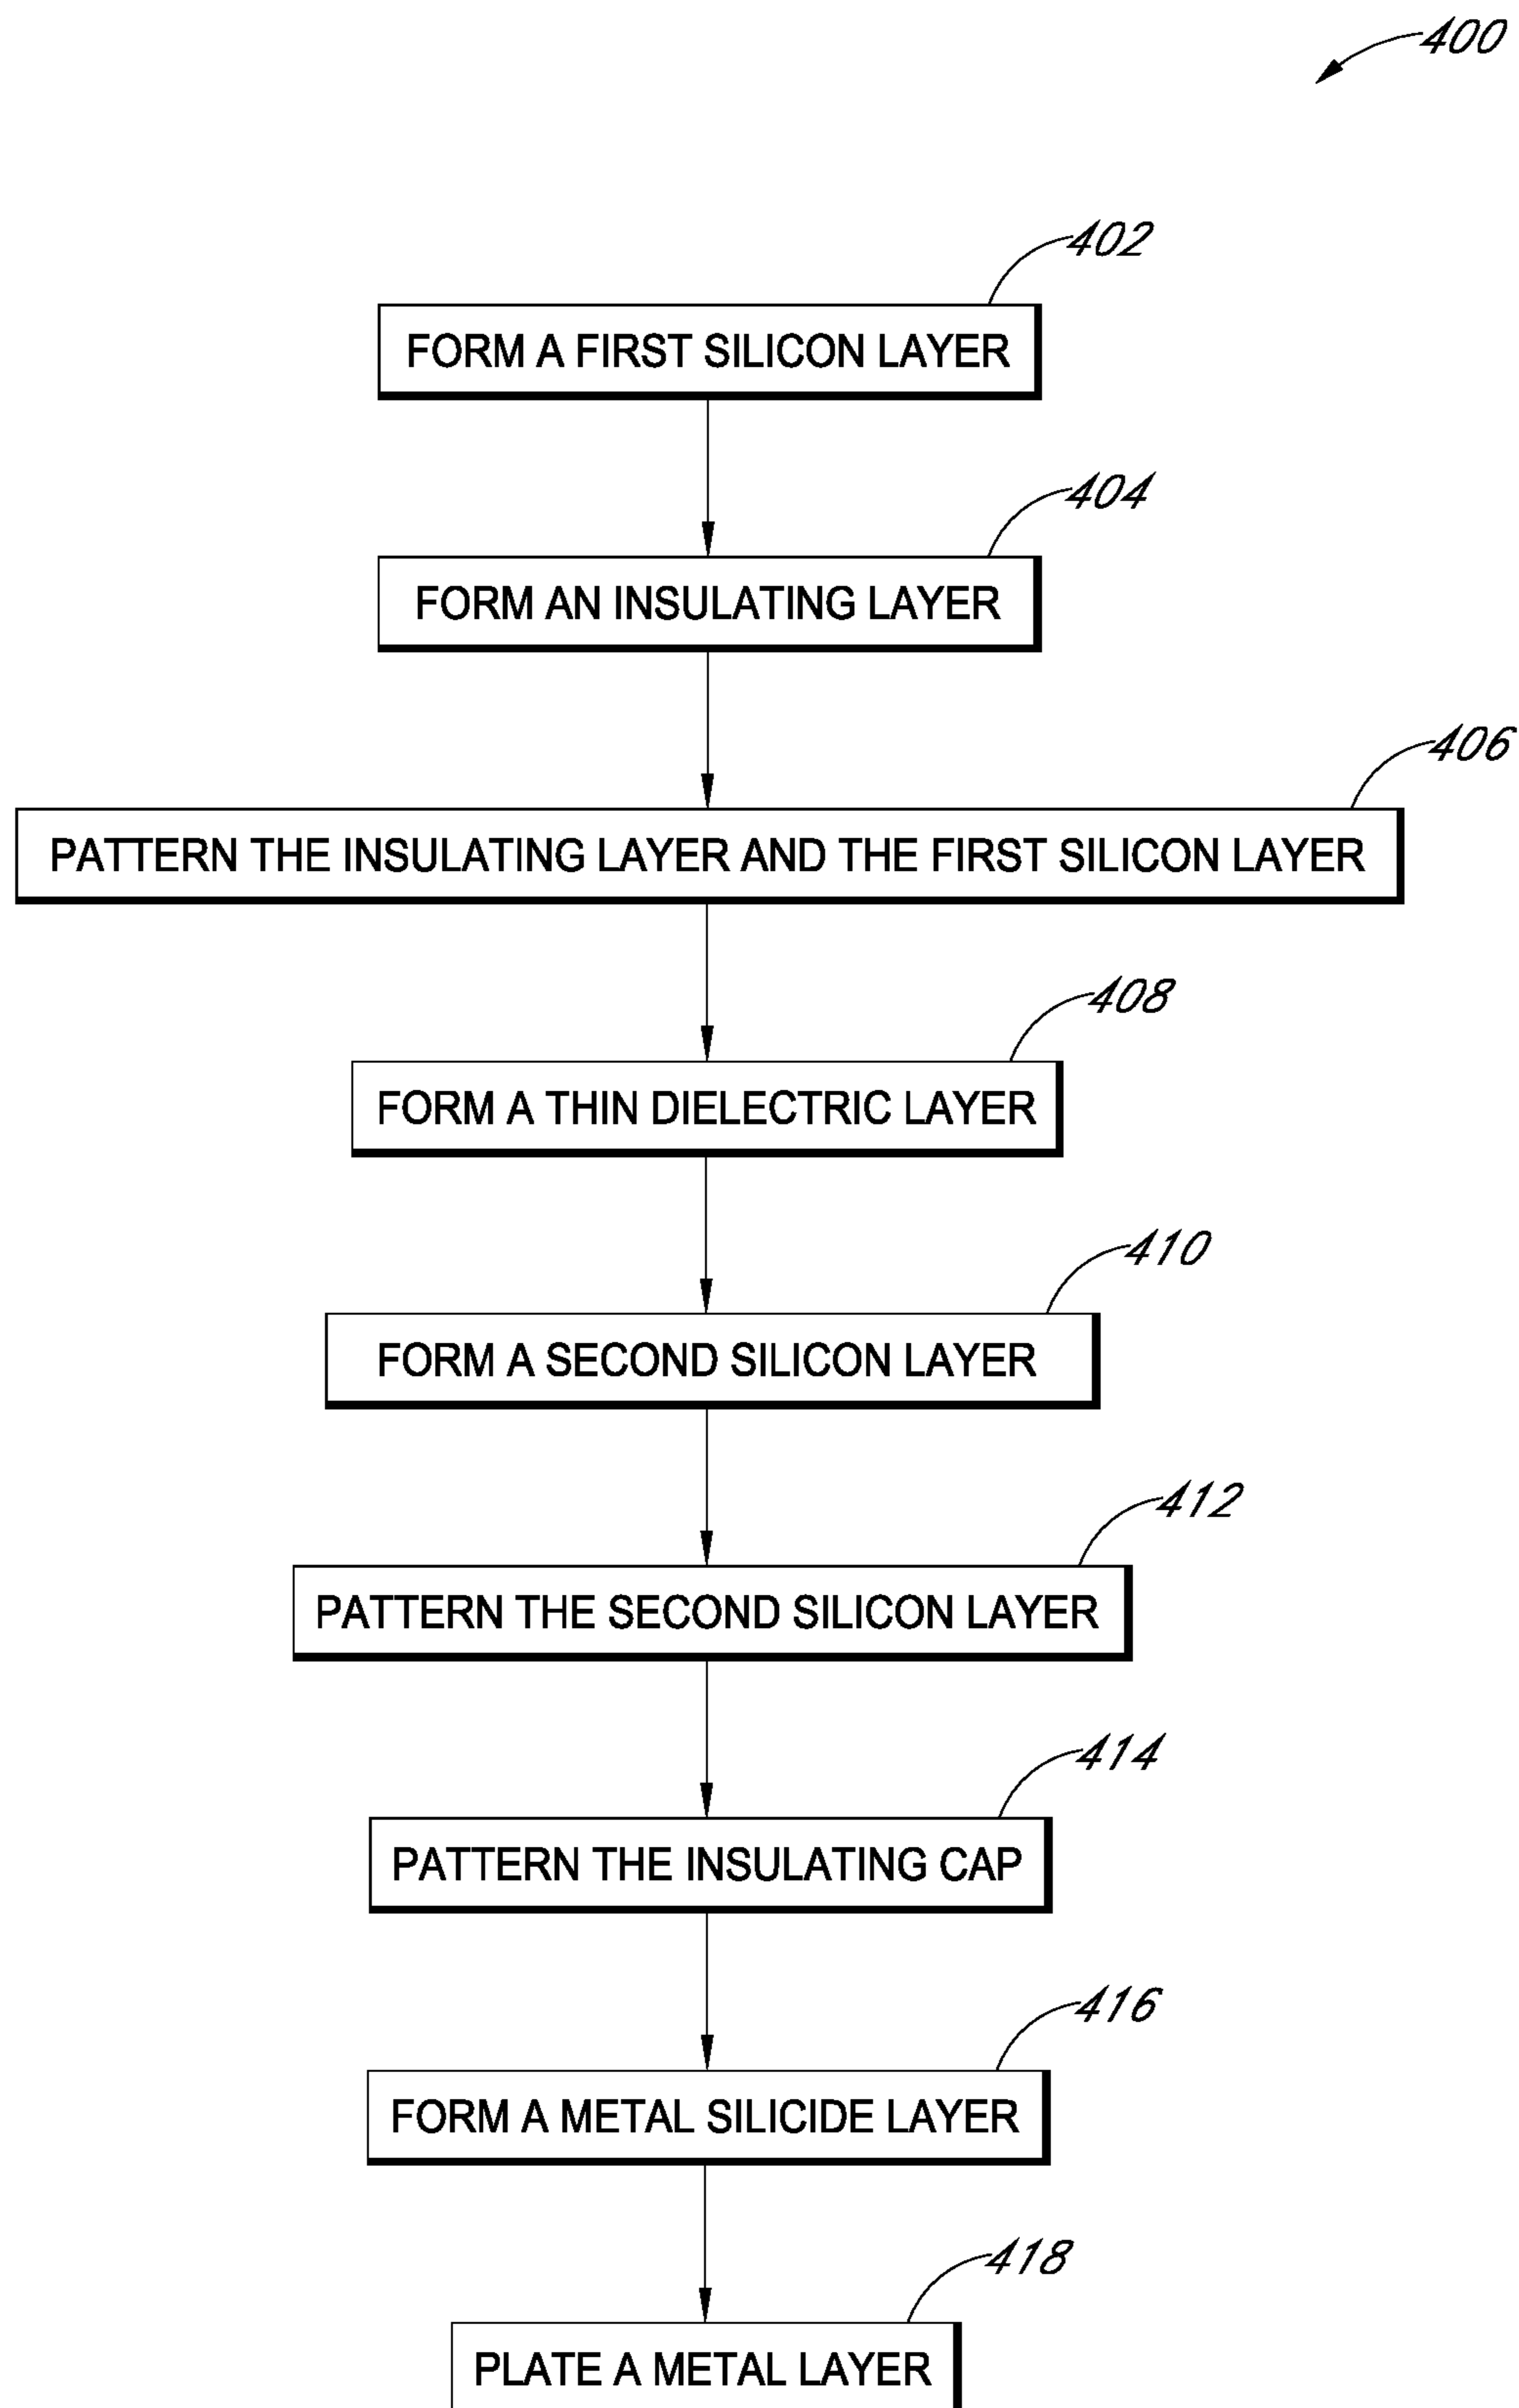 400
402
FORM A FIRST SILICON LAYER
404
FORM AN INSULATING LAYER
406
PATTERN THE INSULATING LAYER AND THE FIRST SILICON LAYER
408
FORM A THIN DIELECTRIC LAYER
410
FORM A SECOND SILICON LAYER
412
PATTERN THE SECOND SILICON LAYER
414
PATTERN THE INSULATING CAP
416
FORM A METAL SILICIDE LAYER
418
PLATE A METAL LAYER